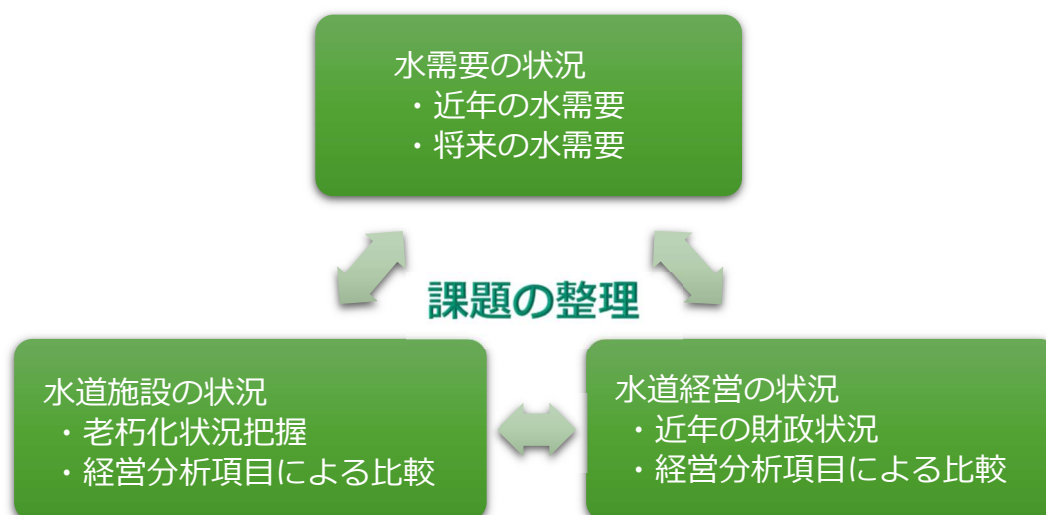 水需要の状況
・近年の水需要
・将来の水需要
課題の整理
水道施設の状況
・老朽化状況把握
・経営分析項目による比較
水道経営の状況
・近年の財政状況
・経営分析項目による比較